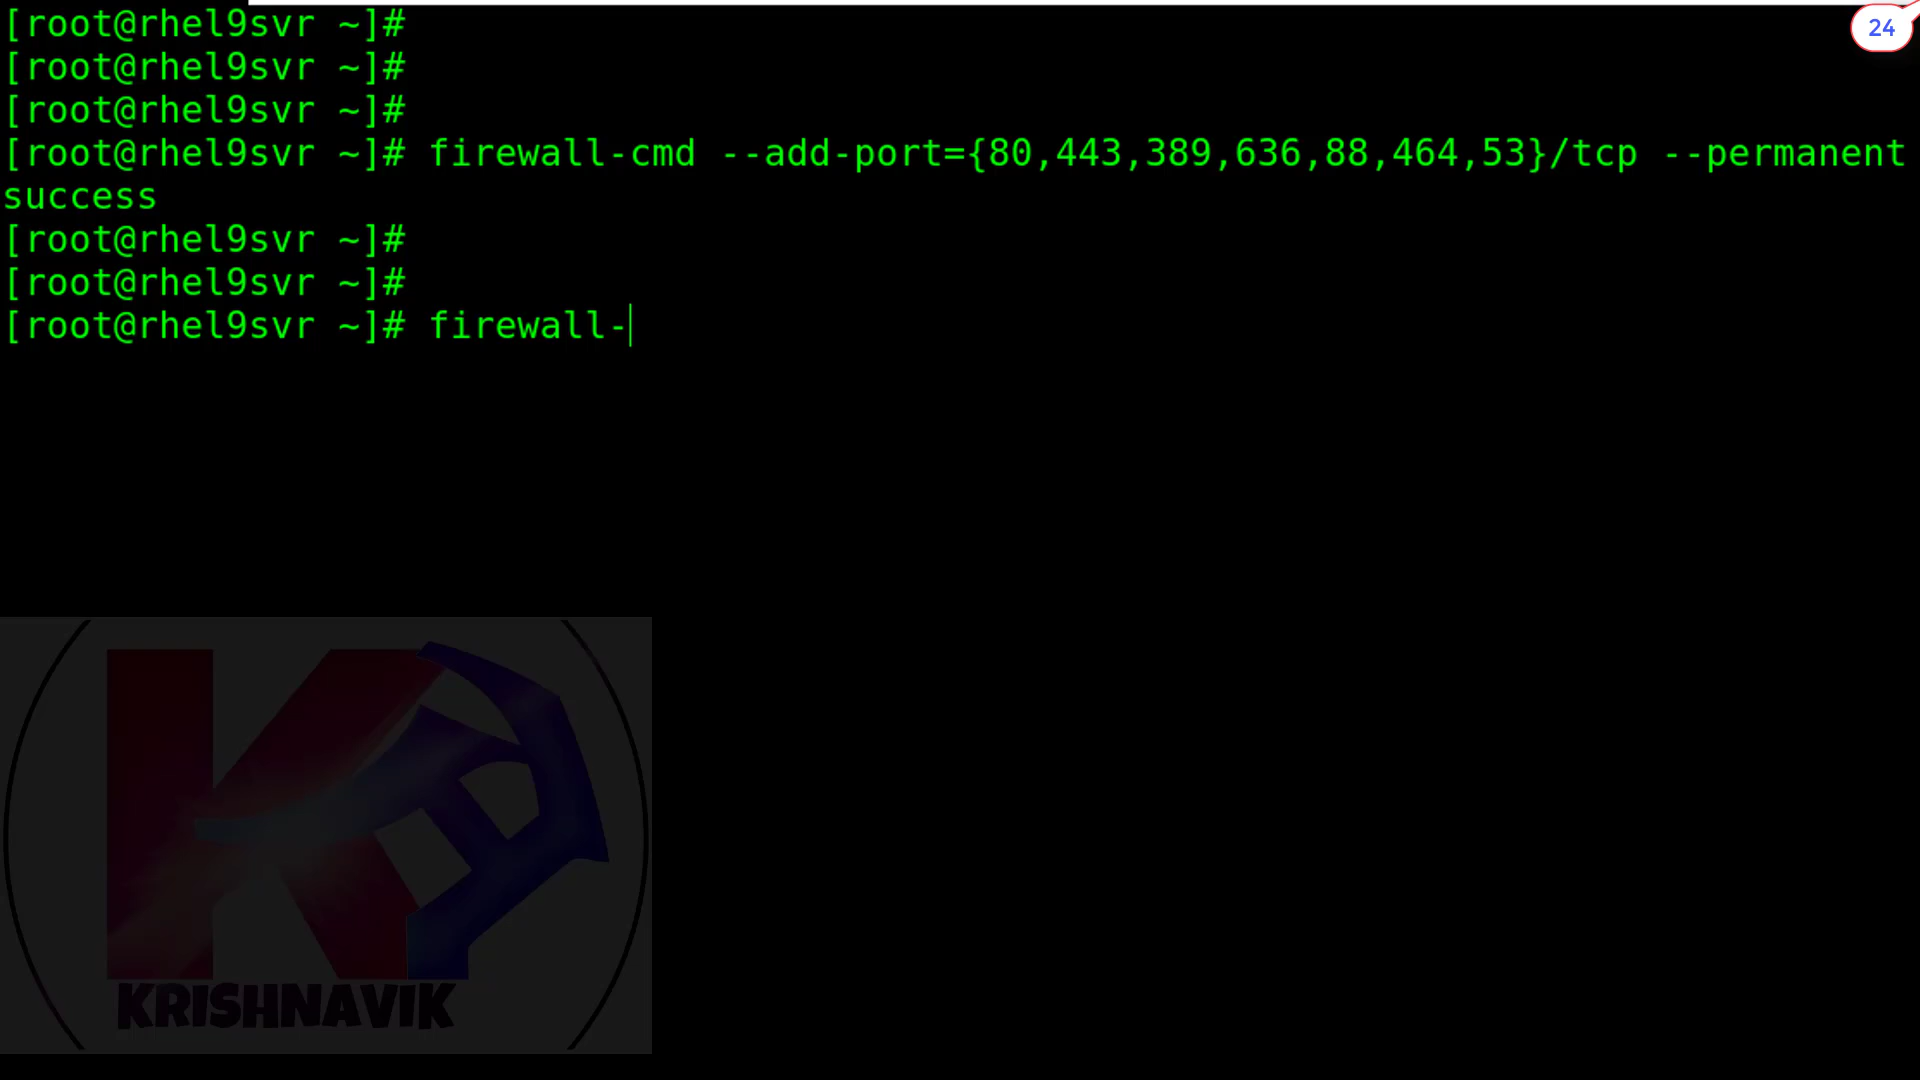 [root@rhel9svr ~]#
24
[root@rhel9svr ~]#
[root@rhel9svr ~]#
[root@rhel9svr ~]# firewall-cmd --add-port={80,443,389,636,88,464,53}/tcp --permanent
success
[root@rhel9svr ~]#
[root@rhel9svr ~]#
[root@rhel9svr ~]# firewall-
KRISHNAVIK